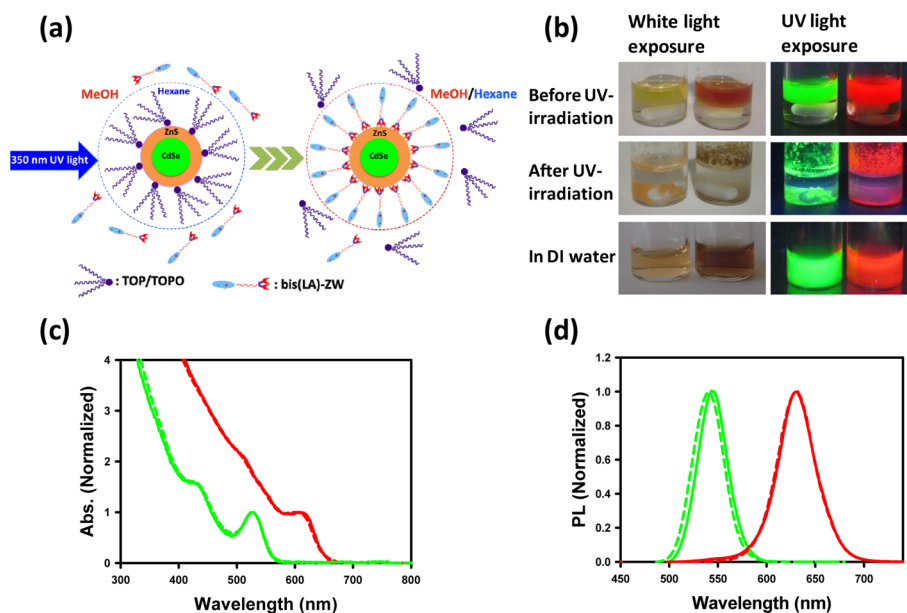 (a)
MeOH
Hexane
ZnS
CdSe
350 nm UV light
MeOH/Hexane
ZnS
CdSe
: TOP/TOPO
: bis(LA)-ZW
(b)
White light
exposure
UV light
exposure
Before UV-
irradiation
After UV-
irradiation
In DI water
(c)
Abs. (Normalized)
4
3
2
1
0
300 400 500 600 700 800
Wavelength (nm)
(d)
PL (Normalized)
1.2
1.0
0.8
0.6
0.4
0.2
0.0
450 500 550 600 650 700
Wavelength (nm)